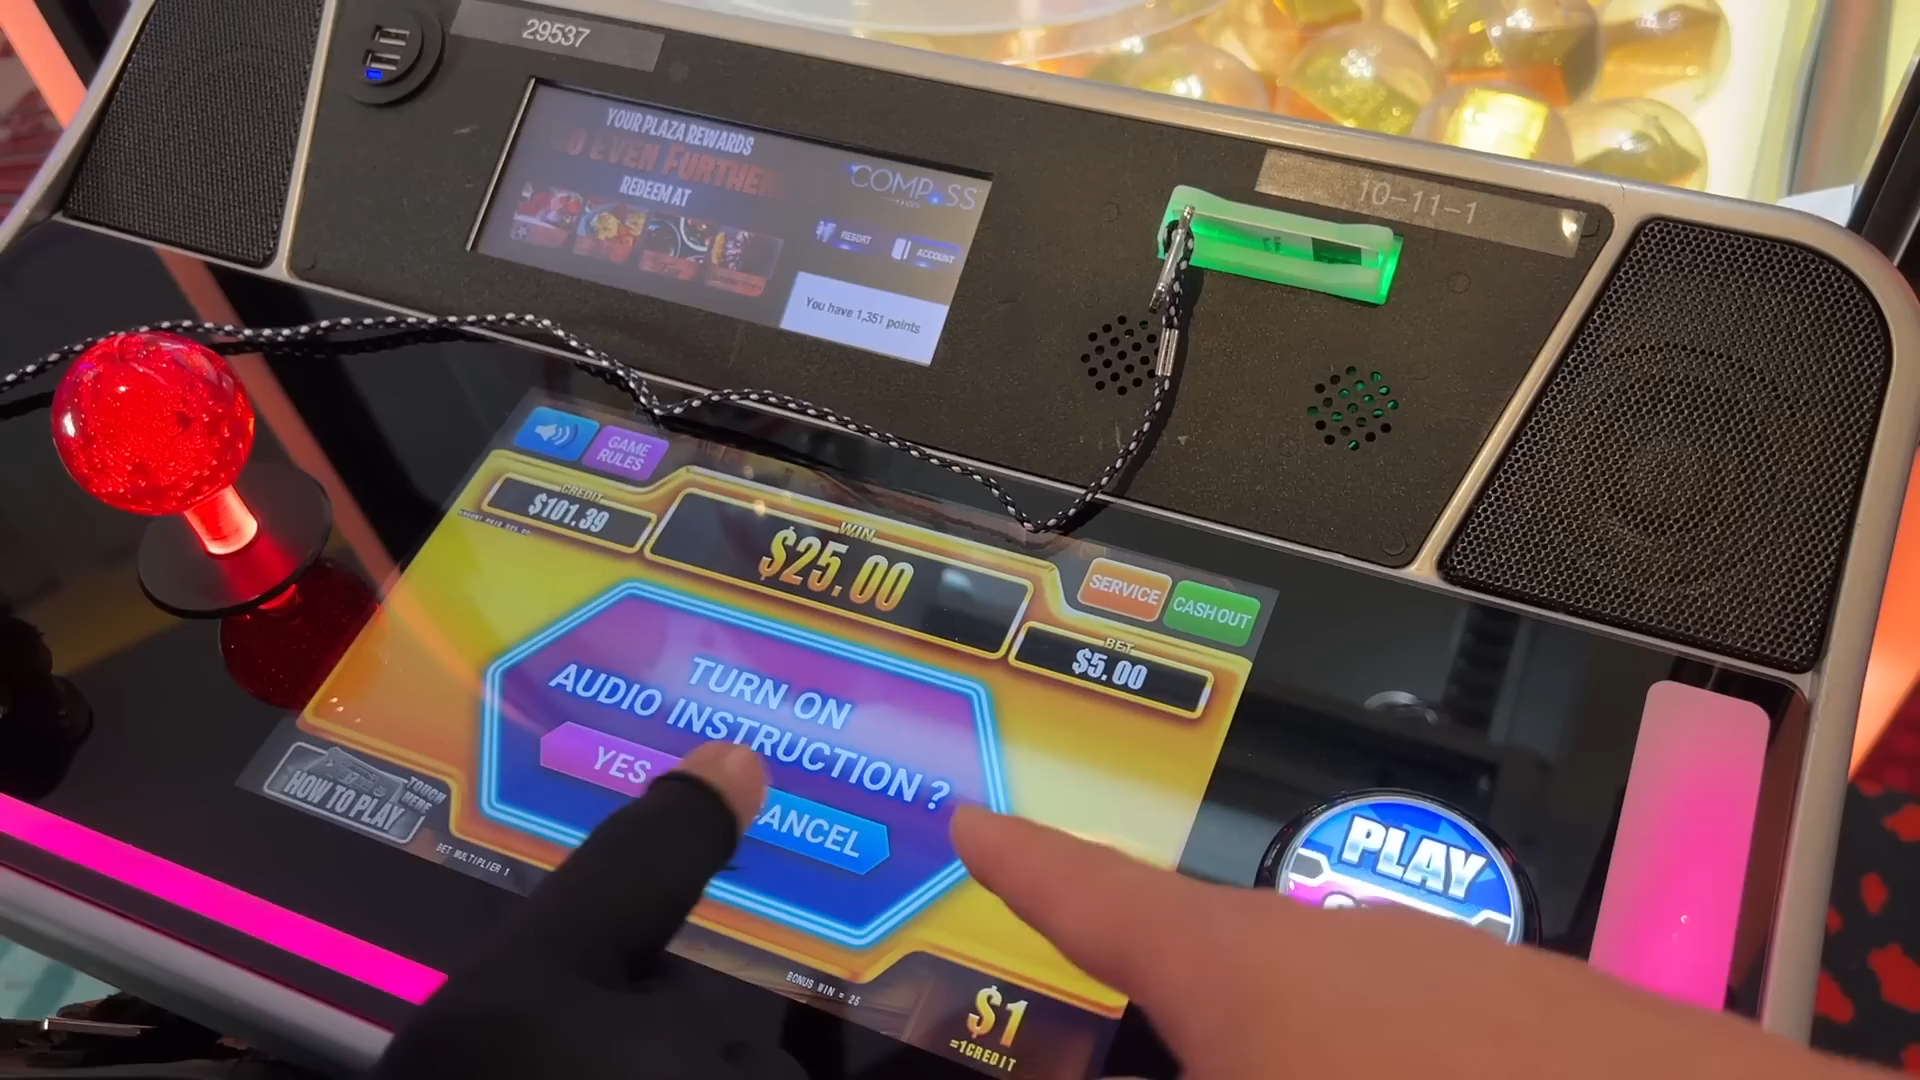 29537
YOUR PLAZA REWARDS
GO EVEN FURTHER
REDEEM AT
COMPASS
RESORT
ACCOUNT
You have 1,351 points
10-11-1
GAME
RULES
CREDIT
$101.39
WIN
$25.00
SERVICE
CASH OUT
BET
$5.00
TURN ON
AUDIO INSTRUCTION ?
YES
CANCEL
HOW TO PLAY
TOUCH
HERE
BET MULTIPLIER 1
BONUS WIN = 25
$1
=1CREDIT
PLAY